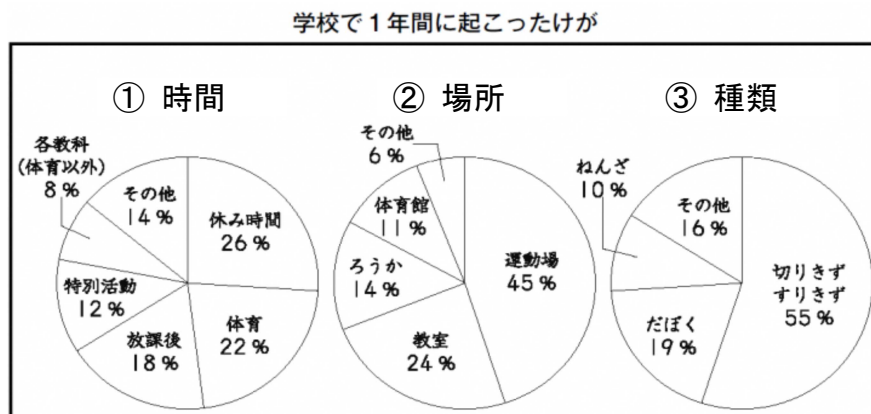 学校で1年間に起こったけが
① 時間
② 場所
③ 種類
各教科
(体育以外)
8%
その他
14%
休み時間
26%
特別活動
12%
放課後
18%
体育
22%
その他
6%
体育館
11%
ろうか
14%
運動場
45%
教室
24%
ねんざ
10%
その他
16%
切りきず
すりきず
55%
だぼく
19%